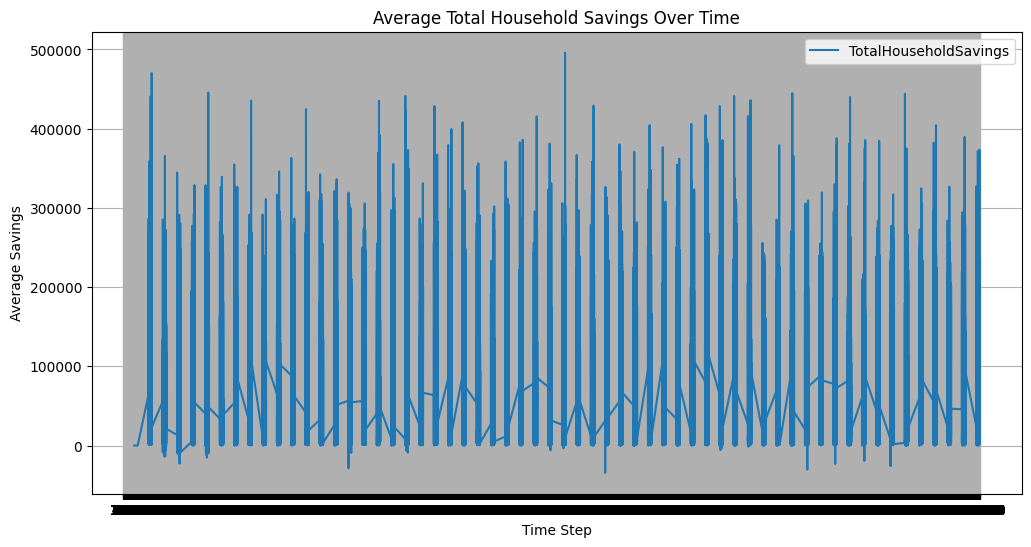 Average Total Household Savings Over Time
TotalHouseholdSavings
500000
400000
300000
200000
100000
0
Average Savings
Time Step